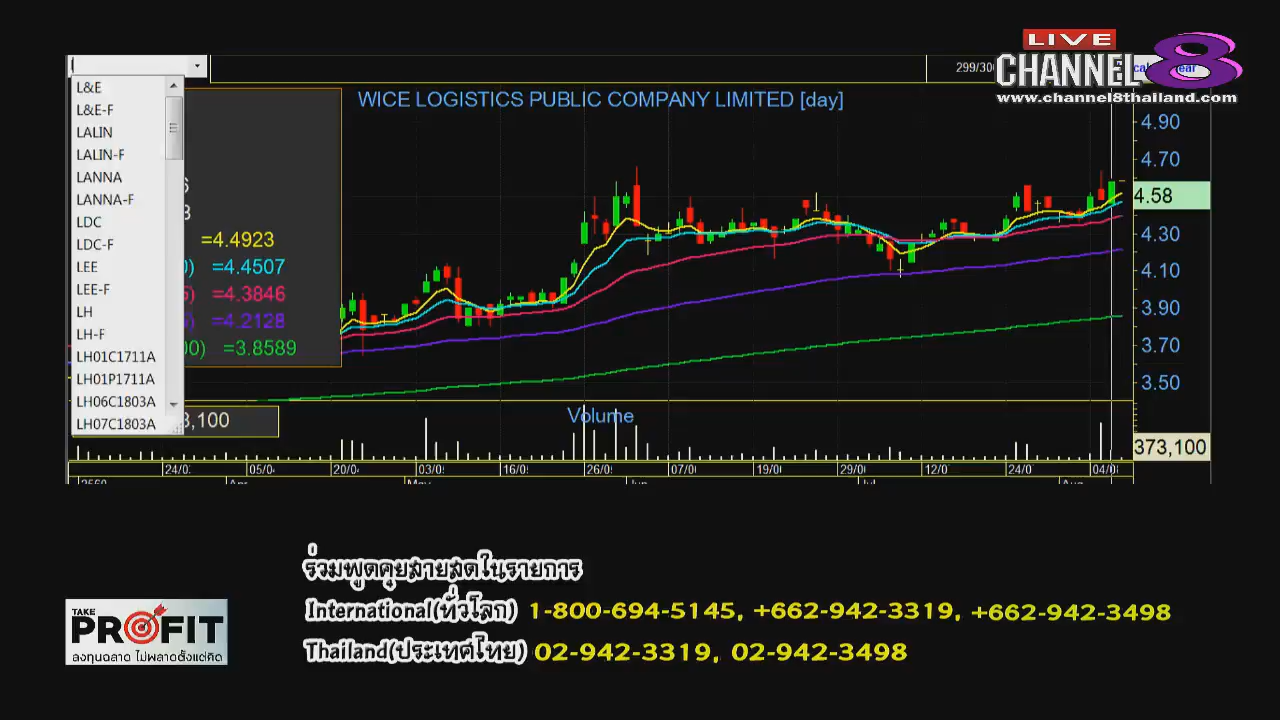 LIVE
CHANNEL 8
www.channel8thailand.com
299/300
WICE LOGISTICS PUBLIC COMPANY LIMITED [day]
L&E
L&E-F
LALIN
LALIN-F
LANNA
LANNA-F
LDC
LDC-F
LEE
LEE-F
LH
LH-F
LH01C1711A
LH01P1711A
LH06C1803A
LH07C1803A
=4.4923
=4.4507
=4.3846
=4.2128
=3.8589
4.90
4.70
4.58
4.30
4.10
3.90
3.70
3.50
3,100
Volume
373,100
24/0 05/0 20/0 03/0 16/0 26/0 07/0 19/0 29/0 12/0 24/0 04/0
2560 Apr May Jun Jul Aug
ร่วมพูดคุยสายสดในรายการ
International(ทั่วโลก) 1-800-694-5145, +662-942-3319, +662-942-3498
Thailand(ประเทศไทย) 02-942-3319, 02-942-3498
TAKE
PROFIT
ลงทุนฉลาด ไม่พลาดตั้งแต่คิด